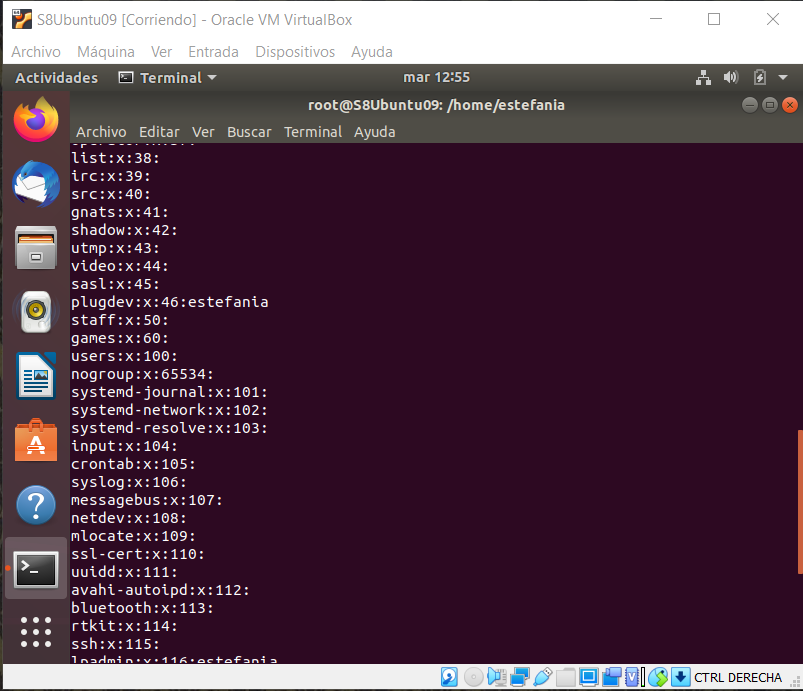 S8Ubuntu09 [Corriendo] - Oracle VM VirtualBox
Archivo Máquina Ver Entrada Dispositivos Ayuda
Actividades Terminal mar 12:55
root@S8Ubuntu09: /home/estefania
Archivo Editar Ver Buscar Terminal Ayuda
list:x:38:
irc:x:39:
src:x:40:
gnats:x:41:
shadow:x:42:
utmp:x:43:
video:x:44:
sasl:x:45:
plugdev:x:46:estefania
staff:x:50:
games:x:60:
users:x:100:
nogroup:x:65534:
systemd-journal:x:101:
systemd-network:x:102:
systemd-resolve:x:103:
input:x:104:
crontab:x:105:
syslog:x:106:
messagebus:x:107:
netdev:x:108:
mlocate:x:109:
ssl-cert:x:110:
uuidd:x:111:
avahi-autoipd:x:112:
bluetooth:x:113:
rtkit:x:114:
ssh:x:115:
lpadmin:x:116:estefania
CTRL DERECHA